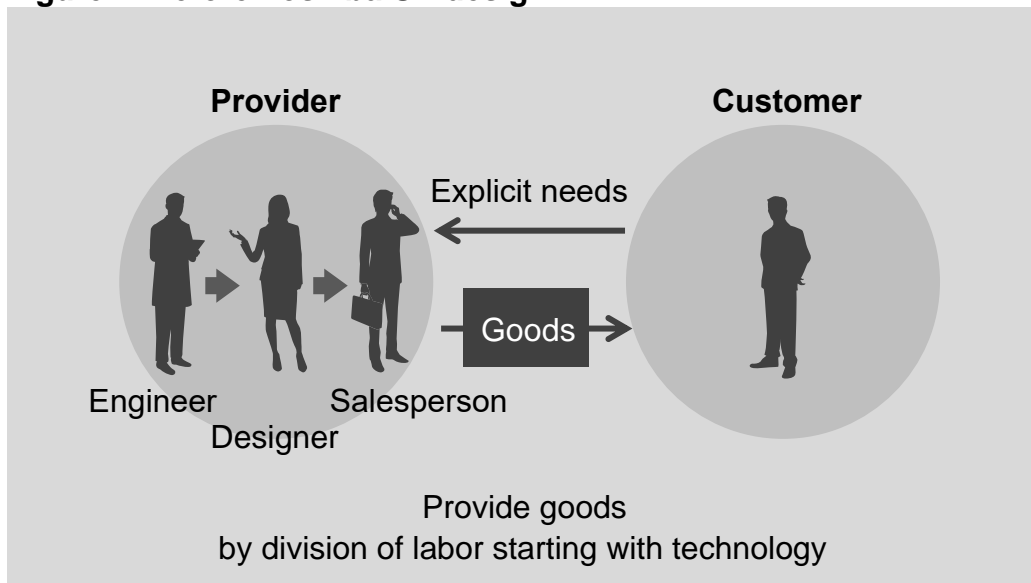 Provider
Customer
Explicit needs
Goods
Engineer
Salesperson
Designer
Provide goods
by division of labor starting with technology